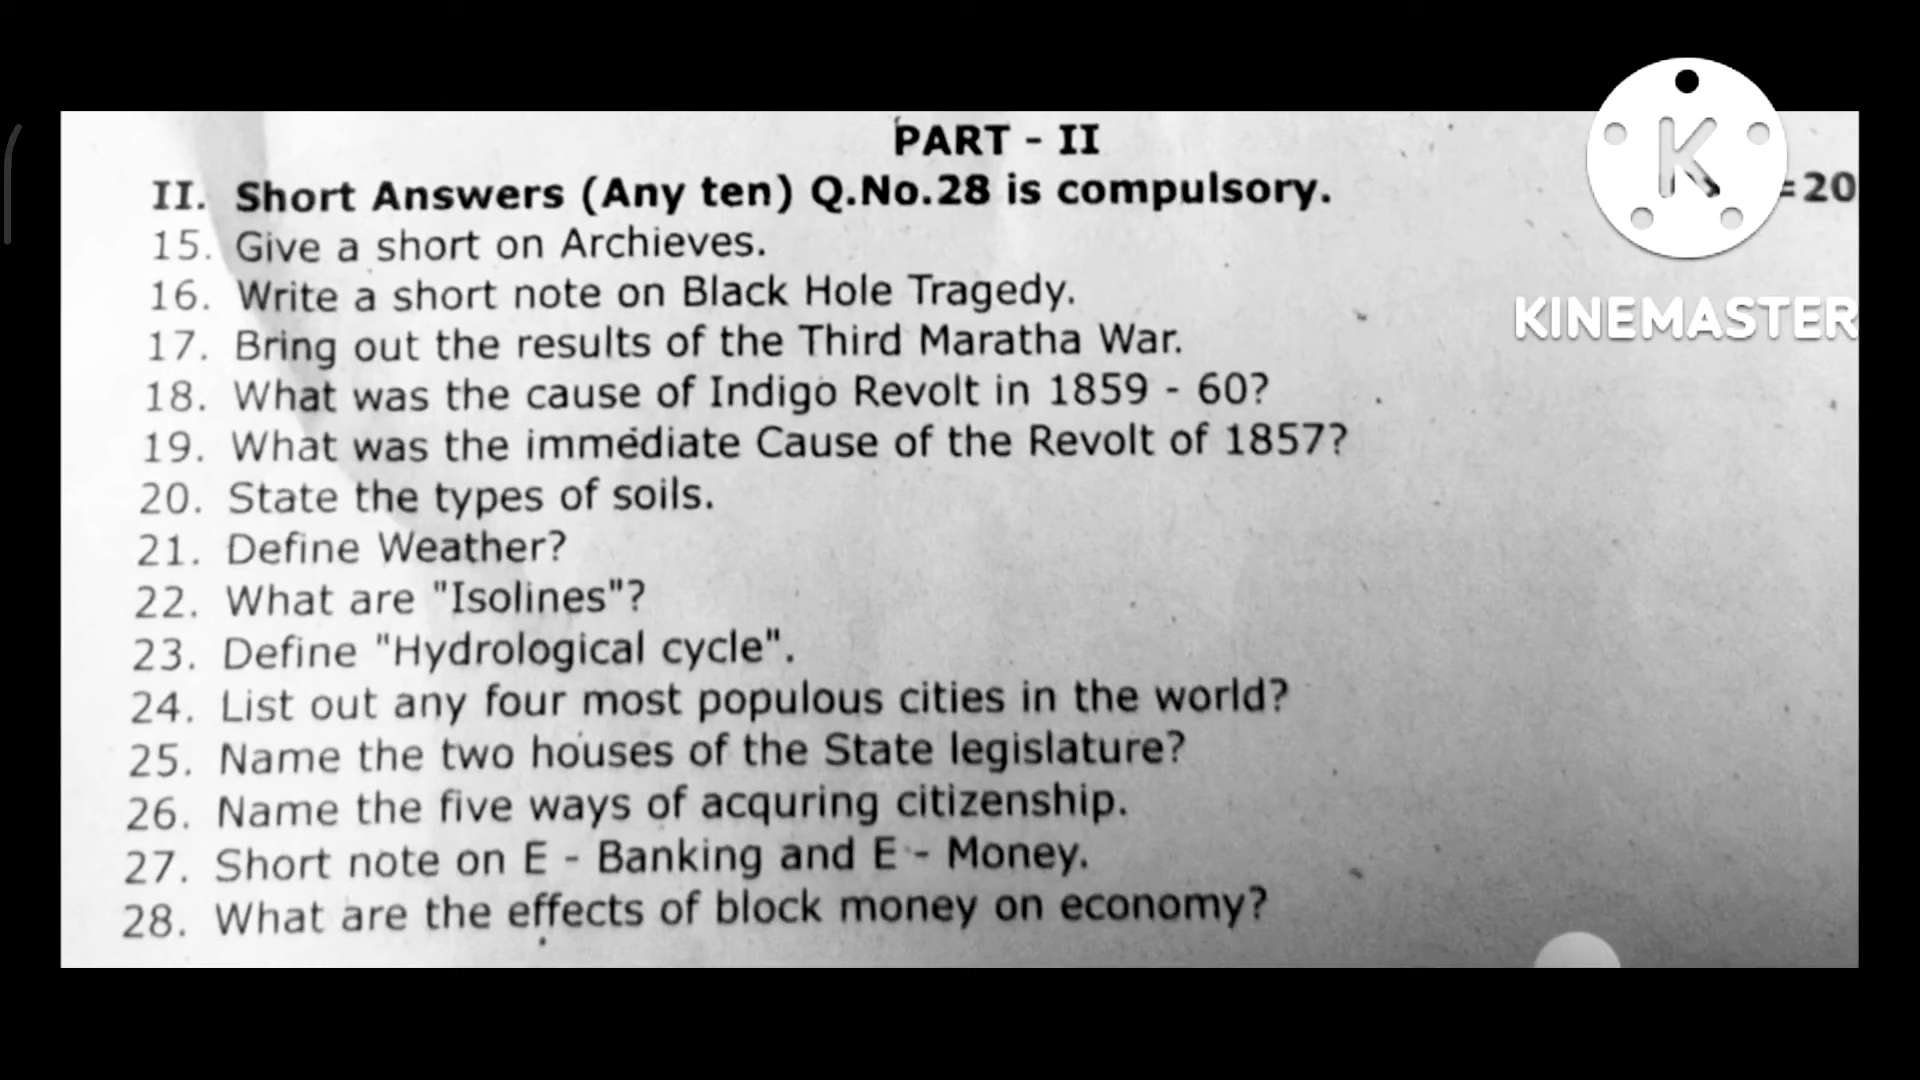 PART - II
II. Short Answers (Any ten) Q.No.28 is compulsory. =20
15. Give a short on Archieves.
16. Write a short note on Black Hole Tragedy.
17. Bring out the results of the Third Maratha War.
18. What was the cause of Indigo Revolt in 1859 - 60?
19. What was the immediate Cause of the Revolt of 1857?
20. State the types of soils.
21. Define Weather?
22. What are "Isolines"?
23. Define "Hydrological cycle".
24. List out any four most populous cities in the world?
25. Name the two houses of the State legislature?
26. Name the five ways of acquring citizenship.
27. Short note on E - Banking and E - Money.
28. What are the effects of block money on economy?
K
KINEMASTER